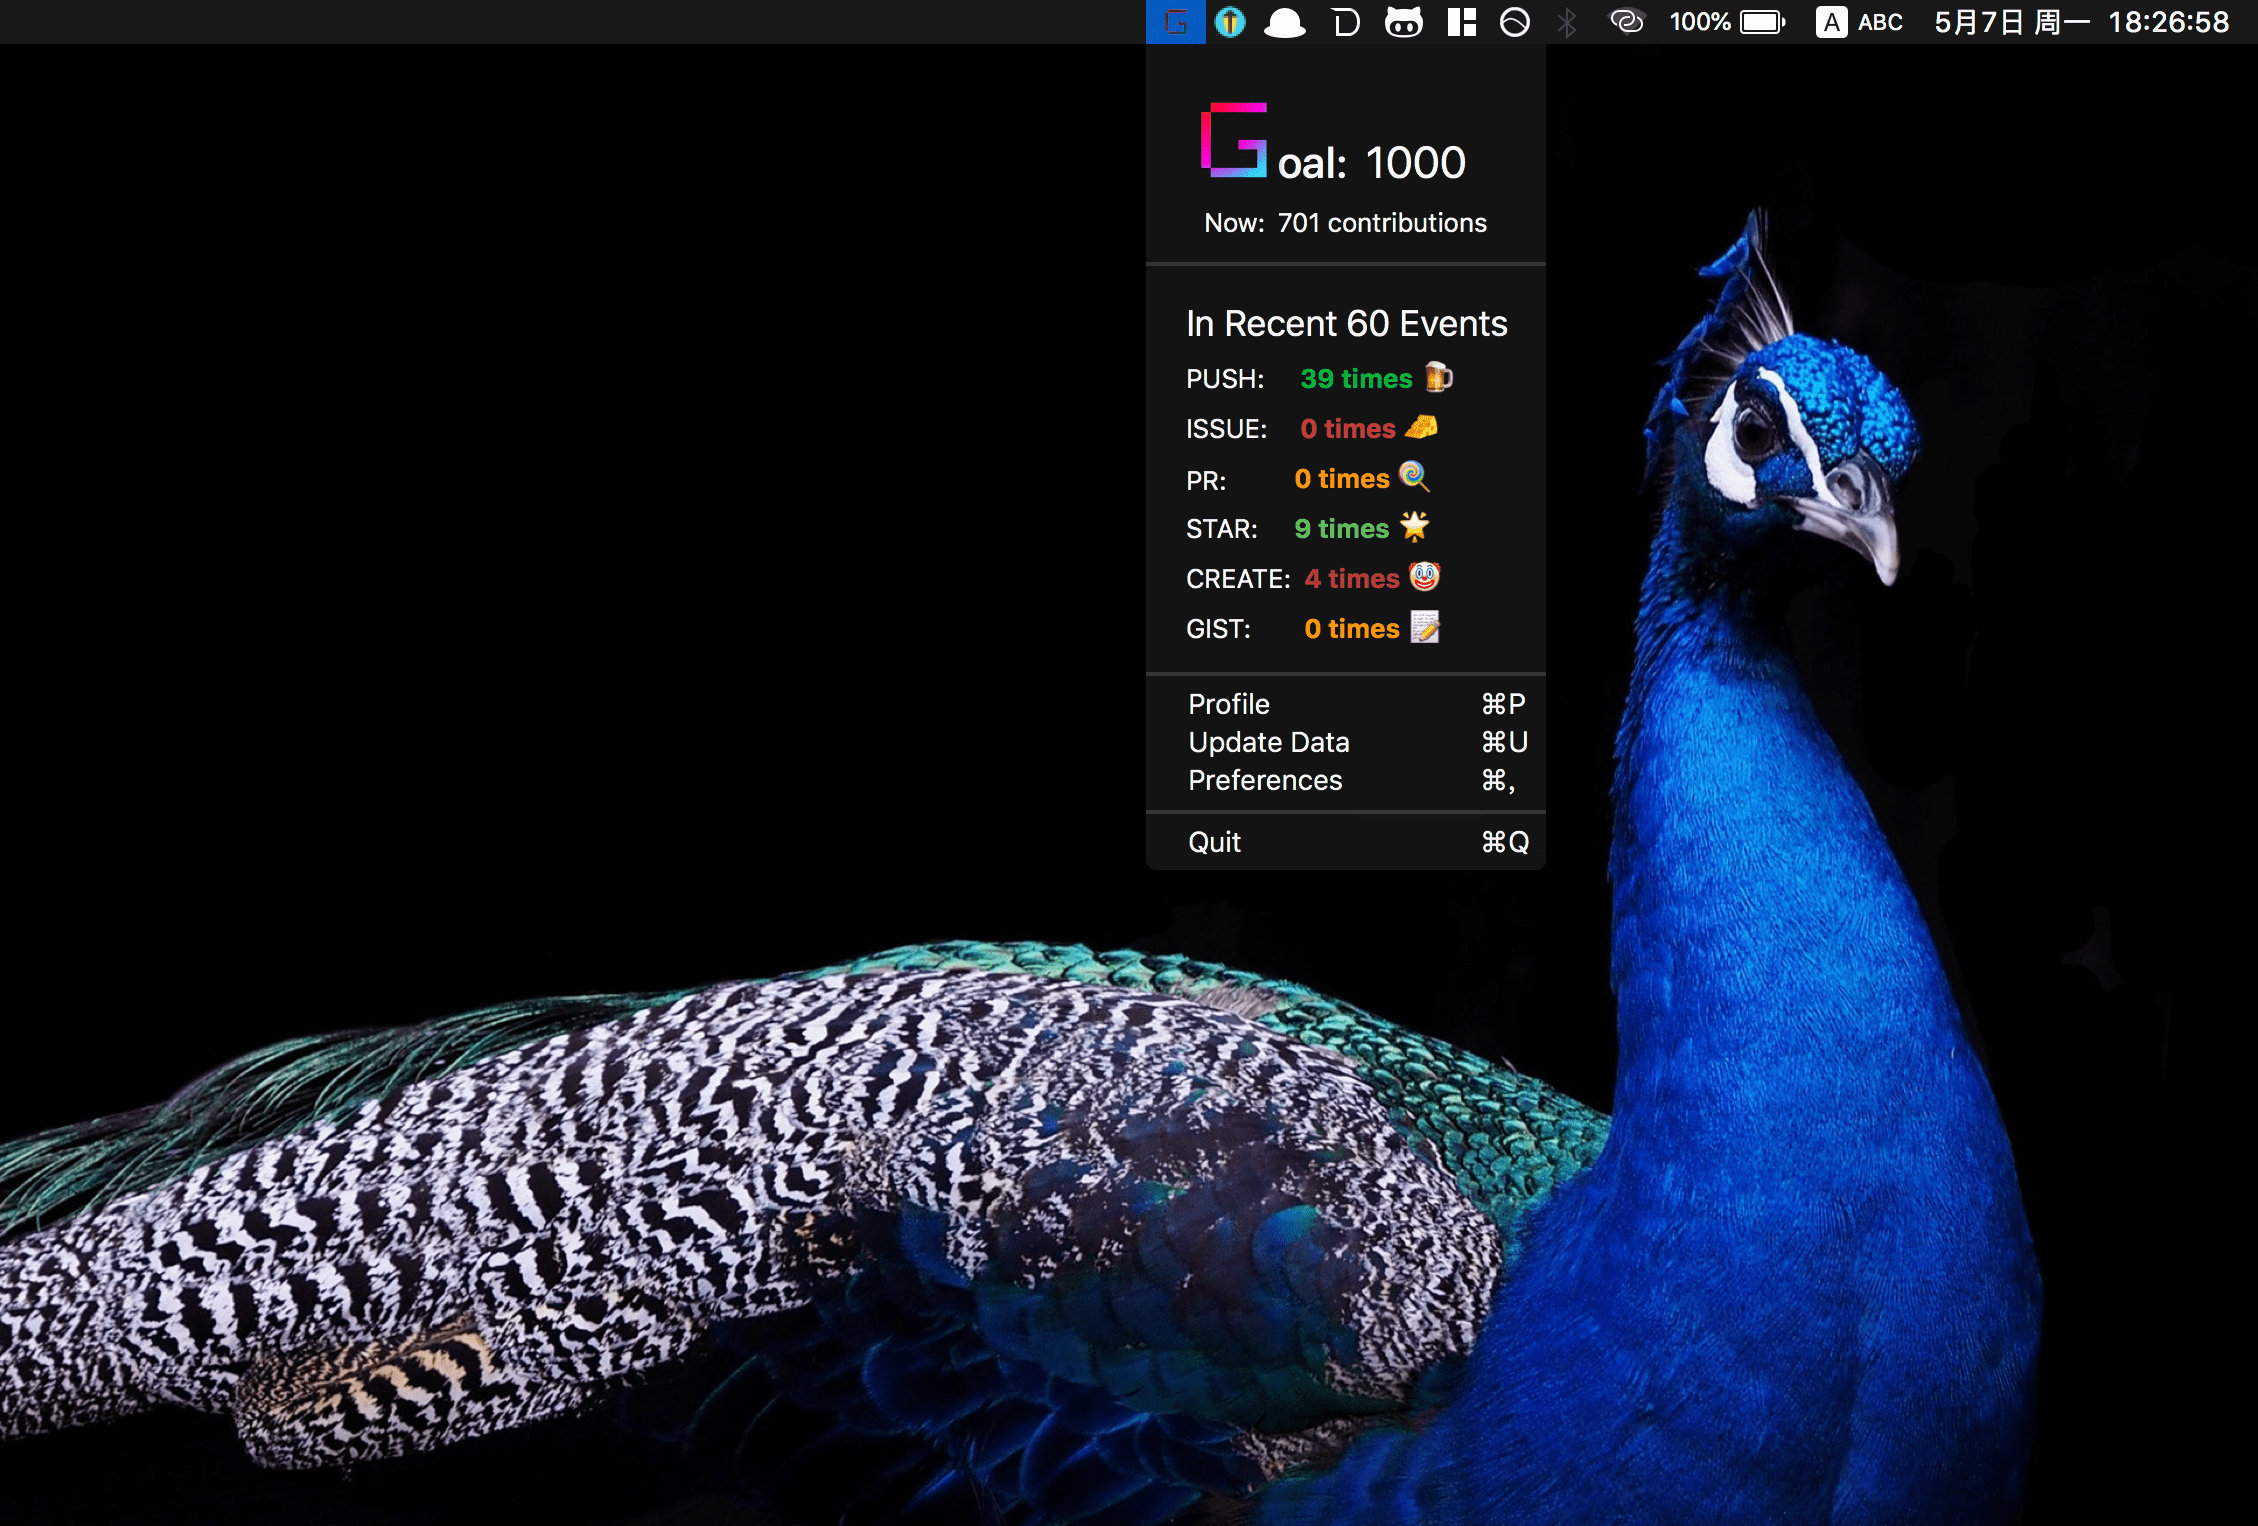 100% A ABC 5月7日 周一 18:26:58
Goal: 1000
Now: 701 contributions
In Recent 60 Events
PUSH: 39 times 🍺
ISSUE: 0 times 🧀
PR: 0 times 🍭
STAR: 9 times 🌟
CREATE: 4 times 🤡
GIST: 0 times 📝
Profile ⌘P
Update Data ⌘U
Preferences ⌘,
Quit ⌘Q